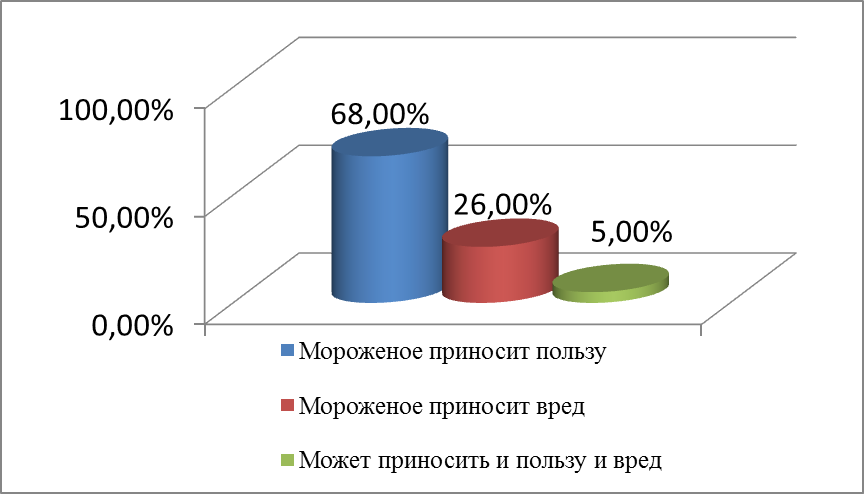 100,00%
50,00%
0,00%
68,00%
26,00%
5,00%
Мороженое приносит пользу
Мороженое приносит вред
Может приносить и пользу и вред